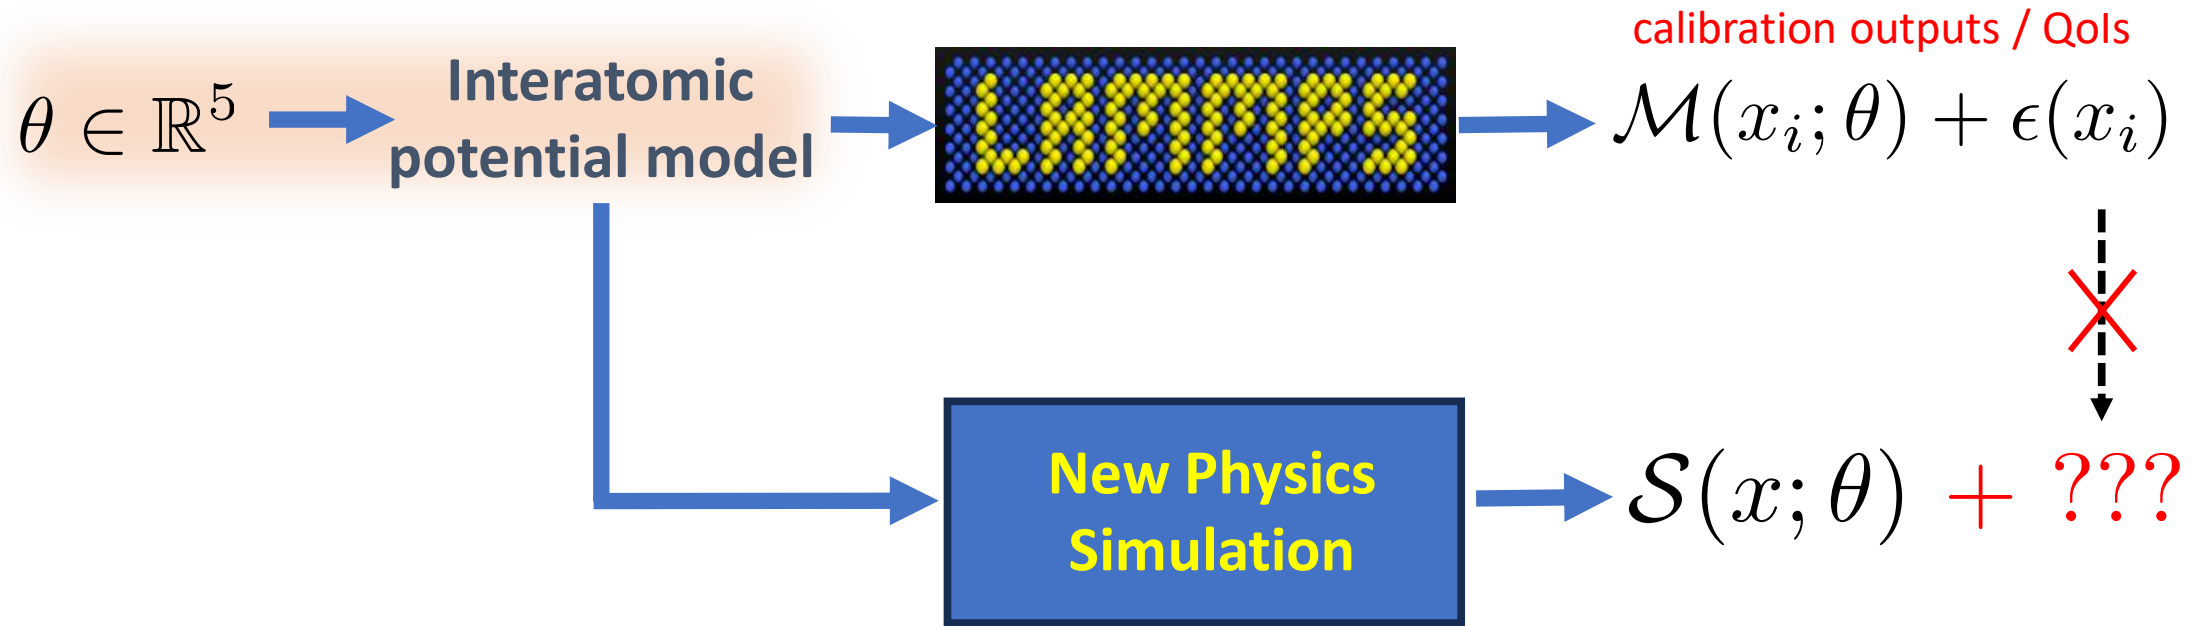 calibration outputs / QoIs
θ ∈ ℝ⁵
Interatomic
potential model
LAMMPS
ℳ(xᵢ; θ) + ϵ(xᵢ)
New Physics
Simulation
𝒮(x; θ) + ???